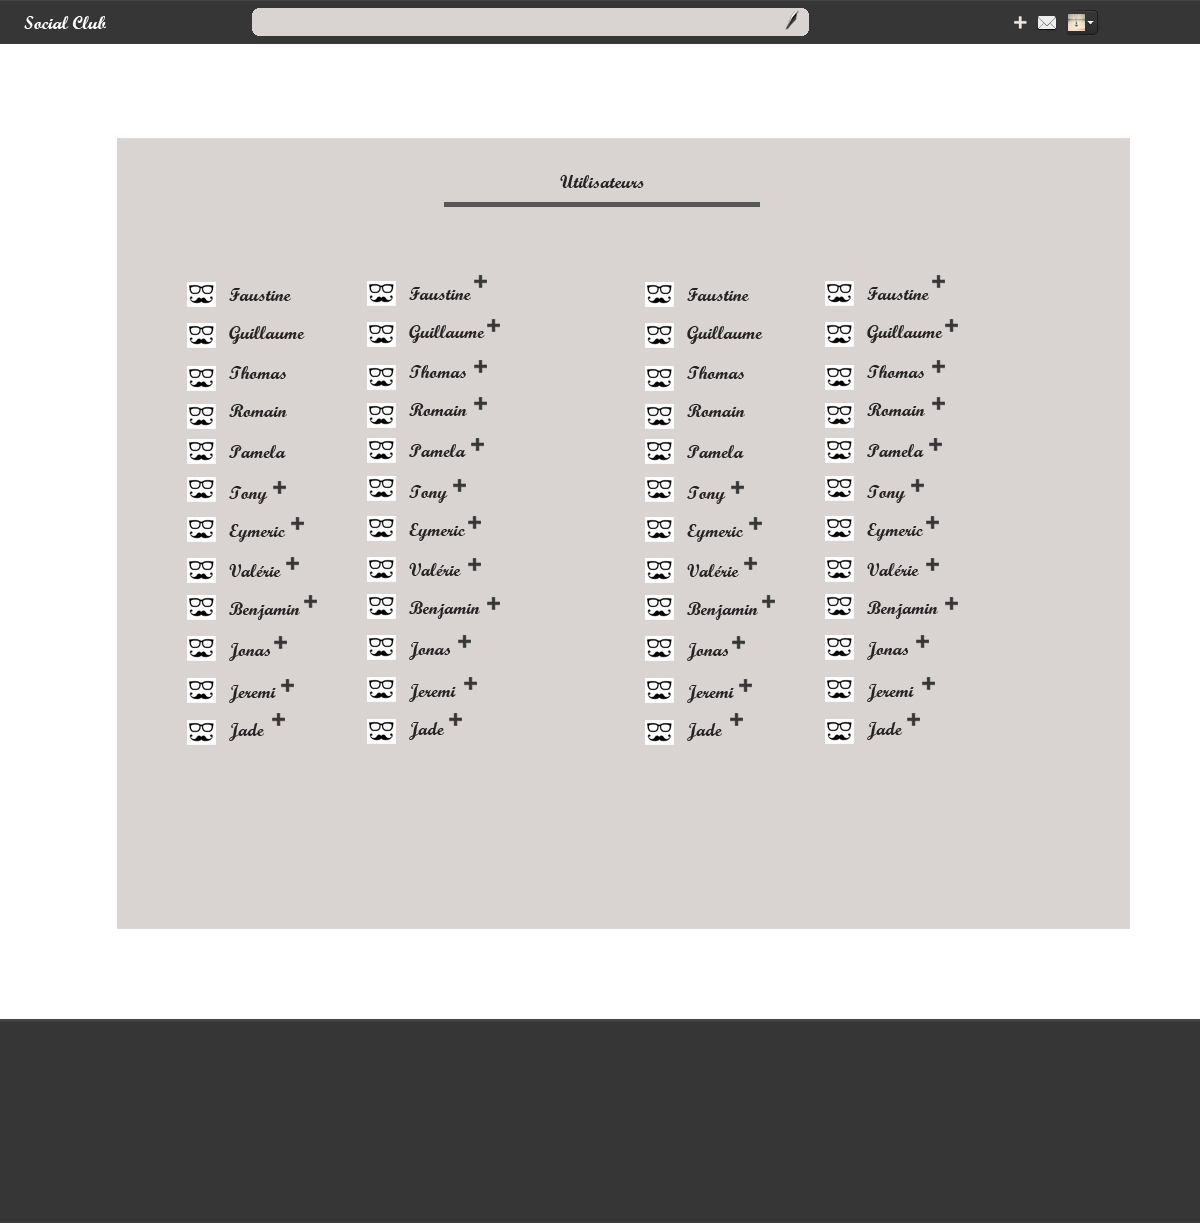 Social Club
Utilisateurs
Faustine Faustine Faustine Faustine
Guillaume Guillaume Guillaume Guillaume
Thomas Thomas Thomas Thomas
Romain Romain Romain Romain
Pamela Pamela Pamela Pamela
Tony Tony Tony Tony
Eymeric Eymeric Eymeric Eymeric
Valérie Valérie Valérie Valérie
Benjamin Benjamin Benjamin Benjamin
Jonas Jonas Jonas Jonas
Jeremi Jeremi Jeremi Jeremi
Jade Jade Jade Jade